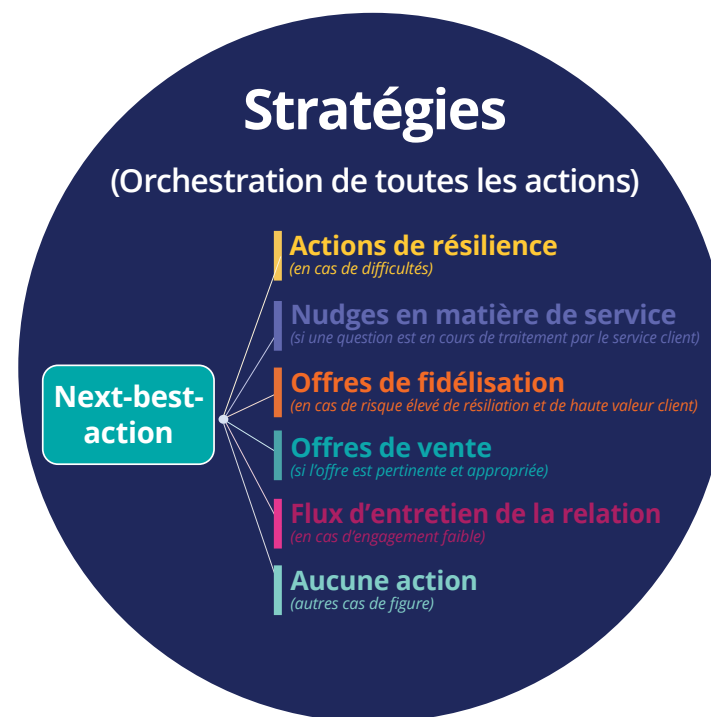 Stratégies
(Orchestration de toutes les actions)
Actions de résilience
(en cas de difficultés)
Nudges en matière de service
(si une question est en cours de traitement par le service client)
Offres de fidélisation
(en cas de risque élevé de résiliation et de haute valeur client)
Next-best-
action
Offres de vente
(si l'offre est pertinente et appropriée)
Flux d’entretien de la relation
(en cas d'engagement faible)
Aucune action
(autres cas de figure)